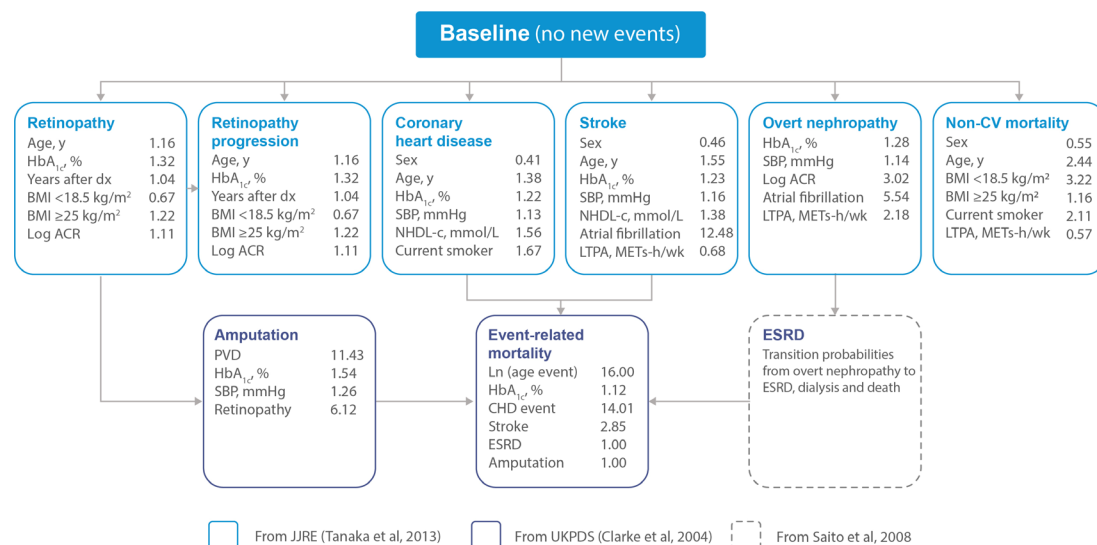 Baseline (no new events)
Retinopathy
Age, y 1.16
HbA1c, % 1.32
Years after dx 1.04
BMI <18.5 kg/m² 0.67
BMI ≥25 kg/m² 1.22
Log ACR 1.11
Retinopathy
progression
Age, y 1.16
HbA1c, % 1.32
Years after dx 1.04
BMI <18.5 kg/m² 0.67
BMI ≥25 kg/m² 1.22
Log ACR 1.11
Coronary
heart disease
Sex 0.41
Age, y 1.38
HbA1c, % 1.22
SBP, mmHg 1.13
NHDL-c, mmol/L 1.56
Current smoker 1.67
Stroke
Sex 0.46
Age, y 1.55
HbA1c, % 1.23
SBP, mmHg 1.16
NHDL-c, mmol/L 1.38
Atrial fibrillation 12.48
LTPA, METs-h/wk 0.68
Overt nephropathy
HbA1c, % 1.28
SBP, mmHg 1.14
Log ACR 3.02
Atrial fibrillation 5.54
LTPA, METs-h/wk 2.18
Non-CV mortality
Sex 0.55
Age, y 2.44
BMI <18.5 kg/m² 3.22
BMI ≥25 kg/m² 1.16
Current smoker 2.11
LTPA, METs-h/wk 0.57
Amputation
PVD 11.43
HbA1c, % 1.54
SBP, mmHg 1.26
Retinopathy 6.12
Event-related
mortality
Ln (age event) 16.00
HbA1c, % 1.12
CHD event 14.01
Stroke 2.85
ESRD 1.00
Amputation 1.00
ESRD
Transition probabilities
from overt nephropathy to
ESRD, dialysis and death
From JJRE (Tanaka et al, 2013)
From UKPDS (Clarke et al, 2004)
From Saito et al, 2008